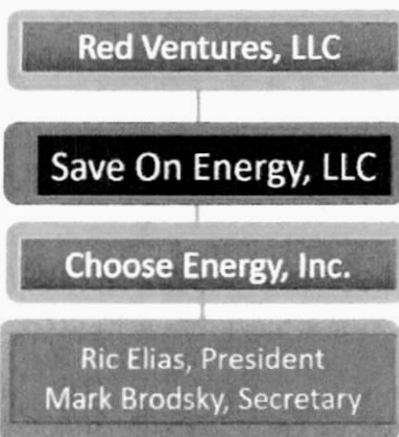 Red Ventures, LLC
Save On Energy, LLC
Choose Energy, Inc.
Ric Elias, President
Mark Brodsky, Secretary